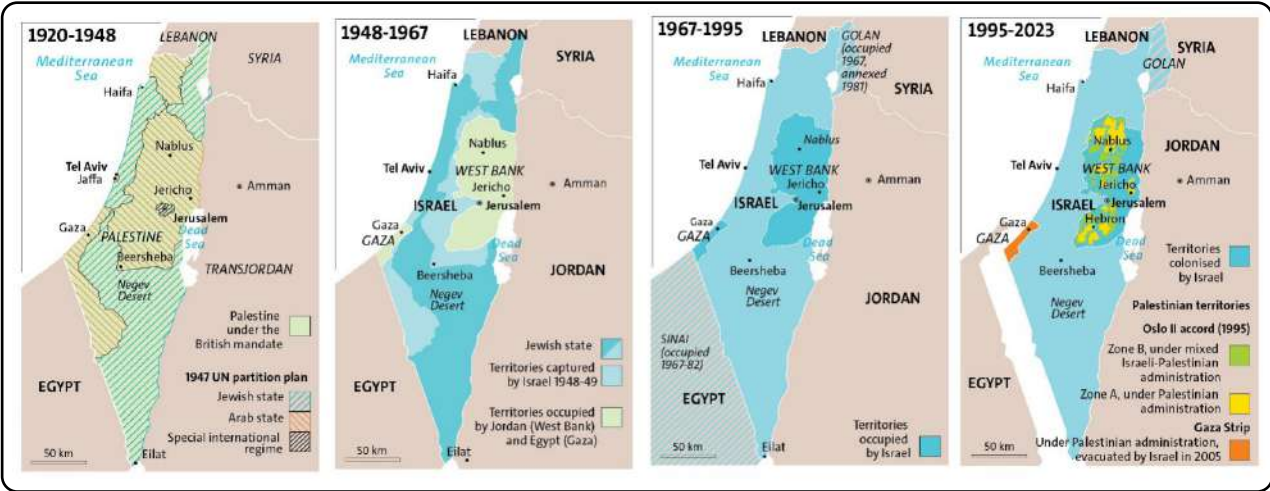 1920-1948
LEBANON
Mediterranean
Sea
SYRIA
Haifa
Nablus
Tel Aviv
Jaffa
Jericho
Amman
Jerusalem
Gaza
PALESTINE
Dead
Sea
Beersheba
TRANSJORDAN
Negev
Desert
Palestine
under the
British mandate
1947 UN partition plan
EGYPT
Jewish state
Arab state
Special international
regime
50 km
Eilat
1948-1967
LEBANON
Mediterranean
Sea
SYRIA
Haifa
Nablus
WEST BANK
Tel Aviv
Jericho
Amman
ISRAEL
Jerusalem
Gaza
GAZA
Dead
Sea
Beersheba
JORDAN
Negev
Desert
Jewish state
Territories captured
by Israel 1948-49
EGYPT
Territories occupied
by Jordan (West Bank)
and Egypt (Gaza)
50 km
Eilat
1967-1995
LEBANON
GOLAN
(occupied
1967,
annexed
1981)
Mediterranean
Sea
Haifa
SYRIA
Nablus
WEST BANK
Tel Aviv
Jericho
Amman
ISRAEL
Jerusalem
Gaza
GAZA
Dead
Sea
Beersheba
Negev
Desert
JORDAN
SINAI
(occupied
1967-82)
EGYPT
Territories
occupied
by Israel
50 km
Eilat
1995-2023
LEBANON
SYRIA
GOLAN
Mediterranean
Sea
Haifa
Nablus
JORDAN
WEST BANK
Tel Aviv
Jericho
Amman
ISRAEL
Jerusalem
Hebron
Gaza
GAZA
Dead
Sea
Beersheba
Territories
colonised
by Israel
Negev
Desert
Palestinian territories
Oslo II accord (1995)
Zone B, under mixed
Israeli-Palestinian
administration
EGYPT
Zone A, under Palestinian
administration
Gaza Strip
Under Palestinian administration,
evacuated by Israel in 2005
50 km
Eilat